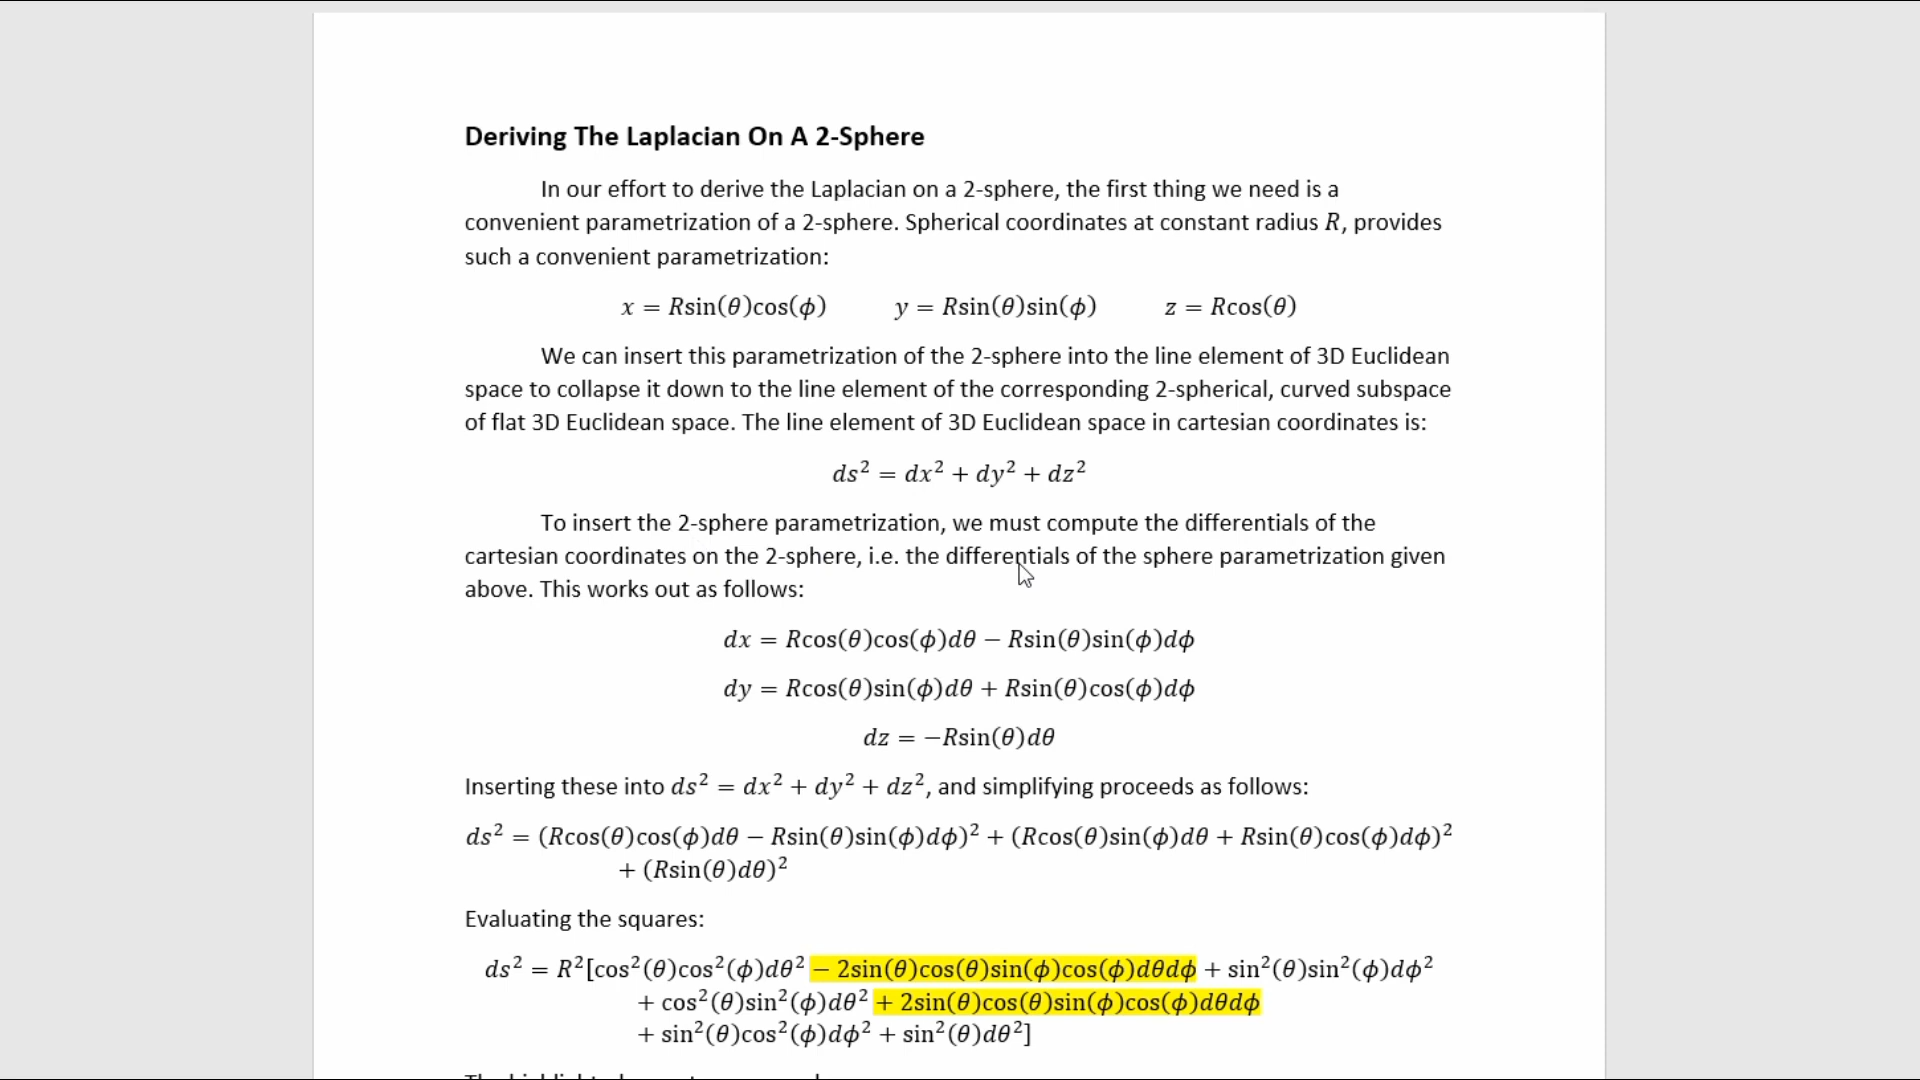 Deriving The Laplacian On A 2-Sphere
In our effort to derive the Laplacian on a 2-sphere, the first thing we need is a
convenient parametrization of a 2-sphere. Spherical coordinates at constant radius R, provides
such a convenient parametrization:
x = Rsin(θ)cos(ϕ) y = Rsin(θ)sin(ϕ) z = Rcos(θ)
We can insert this parametrization of the 2-sphere into the line element of 3D Euclidean
space to collapse it down to the line element of the corresponding 2-spherical, curved subspace
of flat 3D Euclidean space. The line element of 3D Euclidean space in cartesian coordinates is:
ds² = dx² + dy² + dz²
To insert the 2-sphere parametrization, we must compute the differentials of the
cartesian coordinates on the 2-sphere, i.e. the differentials of the sphere parametrization given
above. This works out as follows:
dx = Rcos(θ)cos(ϕ)dθ − Rsin(θ)sin(ϕ)dϕ
dy = Rcos(θ)sin(ϕ)dθ + Rsin(θ)cos(ϕ)dϕ
dz = −Rsin(θ)dθ
Inserting these into ds² = dx² + dy² + dz², and simplifying proceeds as follows:
ds² = (Rcos(θ)cos(ϕ)dθ − Rsin(θ)sin(ϕ)dϕ)² + (Rcos(θ)sin(ϕ)dθ + Rsin(θ)cos(ϕ)dϕ)²
+ (Rsin(θ)dθ)²
Evaluating the squares:
ds² = R²[cos²(θ)cos²(ϕ)dθ² − 2sin(θ)cos(θ)sin(ϕ)cos(ϕ)dθdϕ + sin²(θ)sin²(ϕ)dϕ²
+ cos²(θ)sin²(ϕ)dθ² + 2sin(θ)cos(θ)sin(ϕ)cos(ϕ)dθdϕ
+ sin²(θ)cos²(ϕ)dϕ² + sin²(θ)dθ²]